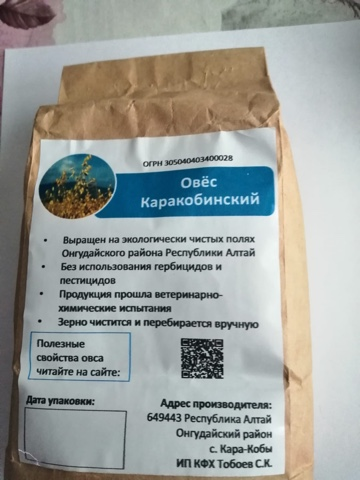 ОГРН 305040403400028
Овёс
Каракобинский
• Выращен на экологически чистых полях
Онгудайского района Республики Алтай
• Без использования гербицидов и
пестицидов
• Продукция прошла ветеринарно-
химические испытания
• Зерно чистится и перебирается вручную
Полезные
свойства овса
читайте на сайте:
Дата упаковки:
Адрес производителя:
649443 Республика Алтай
Онгудайский район
с. Кара-Кобы
ИП КФХ Тобоев С.К.